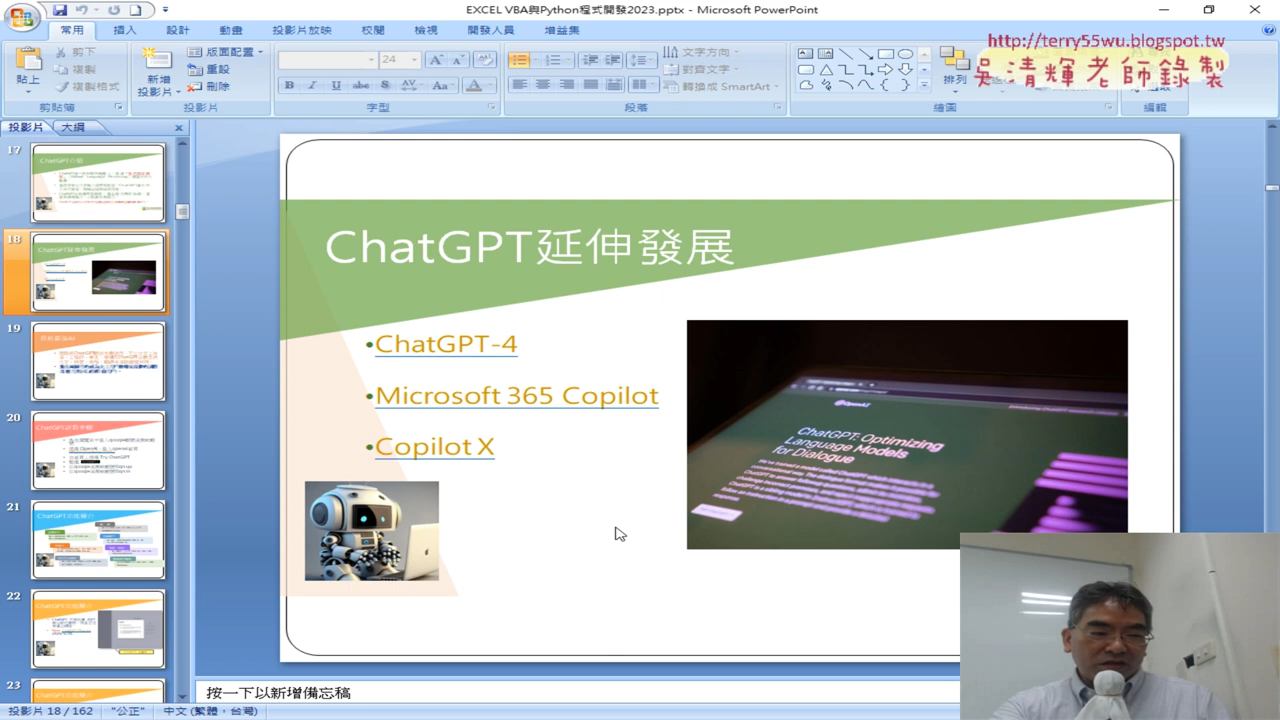 EXCEL VBA與Python程式開發2023.pptx - Microsoft PowerPoint
常用
插入
設計
動畫
投影片放映
校閱
檢視
開發人員
增益集
http://terry55wu.blogspot.tw
吳清輝老師錄製
貼上
剪下
複製
複製格式
剪貼簿
新增
投影片
版面配置
重設
刪除
投影片
24
字型
文字方向
對齊文字
轉換成 SmartArt
段落
排列
繪圖
編輯
投影片
大綱
17
18
19
20
21
22
23
ChatGPT延伸發展
•ChatGPT-4
•Microsoft 365 Copilot
•Copilot X
OpenAI
ChatGPT: Optimizing
Language Models
for Dialogue
按一下以新增備忘稿
投影片 18 / 162
"公正"
中文 (繁體，台灣)